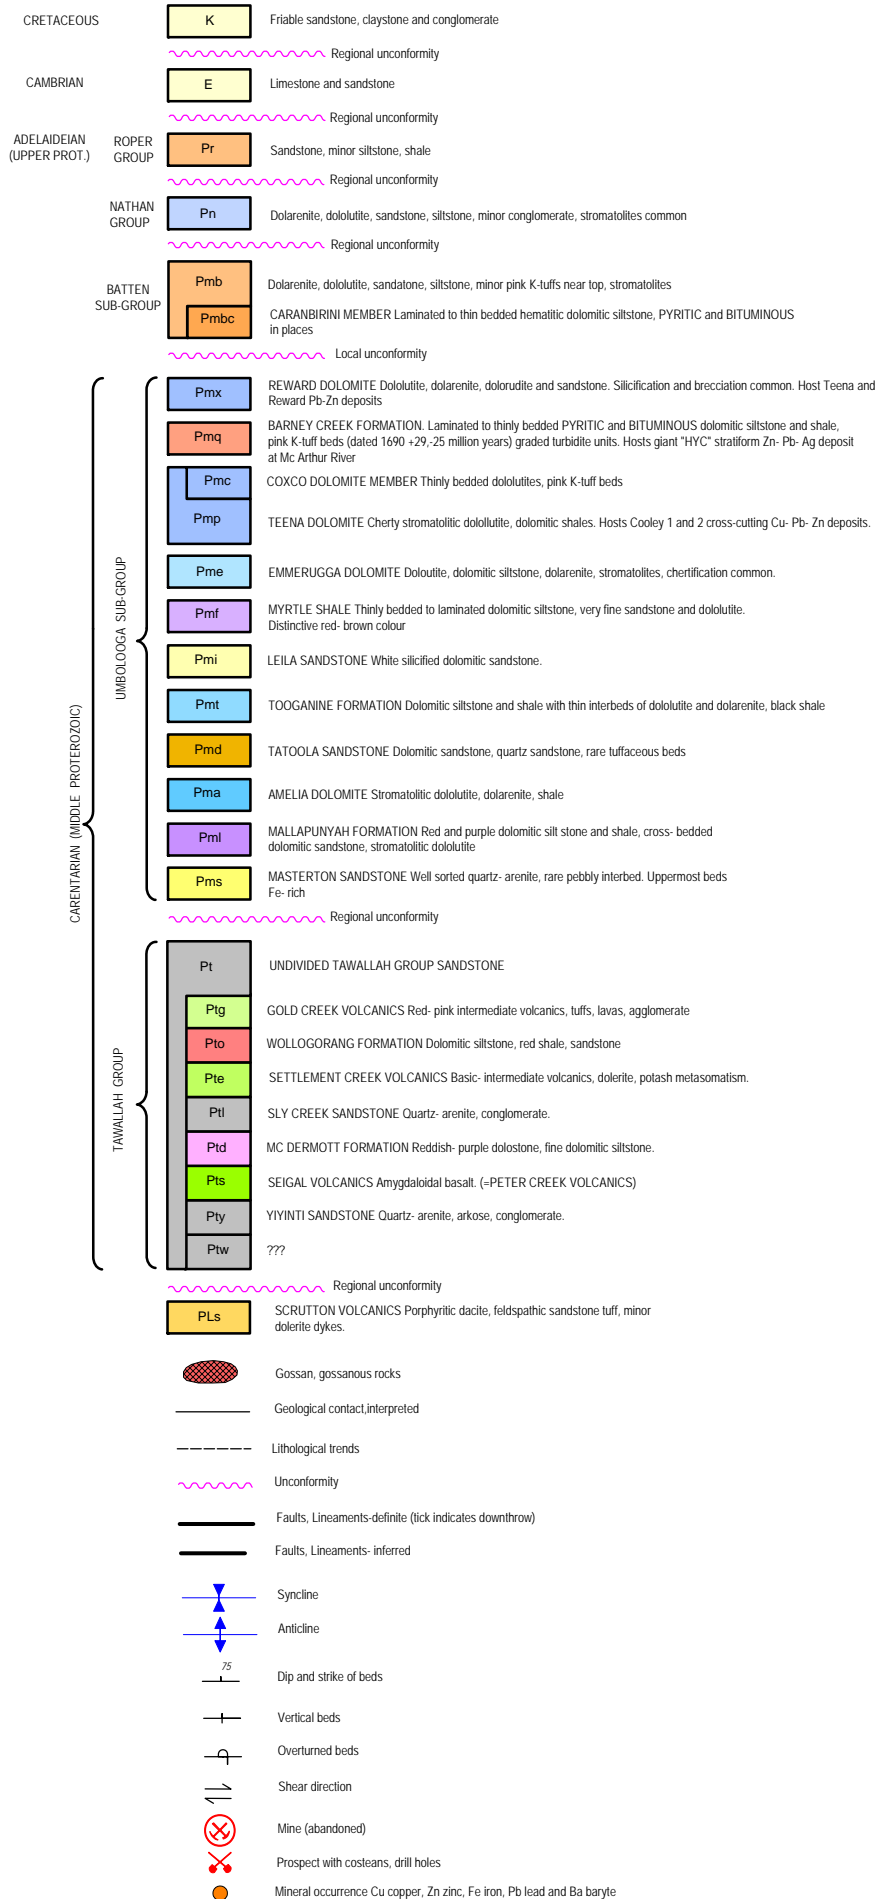 CRETACEOUS
K
Friable sandstone, claystone and conglomerate
Regional unconformity
CAMBRIAN
E
Limestone and sandstone
Regional unconformity
ADELAIDEIAN
(UPPER PROT.)
ROPER
GROUP
Pr
Sandstone, minor siltstone, shale
Regional unconformity
NATHAN
GROUP
Pn
Dolarenite, dololutite, sandstone, siltstone, minor conglomerate, stromatolites common
Regional unconformity
BATTEN
SUB-GROUP
Pmb
Dolarenite, dololutite, sandatone, siltstone, minor pink K-tuffs near top, stromatolites
Pmbc
CARANBIRINI MEMBER Laminated to thin bedded hematitic dolomitic siltstone, PYRITIC and BITUMINOUS
in places
Local unconformity
CARENTARIAN (MIDDLE PROTEROZOIC)
UMBOLOOGA SUB-GROUP
Pmx
REWARD DOLOMITE Dololutite, dolarenite, dolorudite and sandstone. Silicification and brecciation common. Host Teena and
Reward Pb-Zn deposits
Pmq
BARNEY CREEK FORMATION. Laminated to thinly bedded PYRITIC and BITUMINOUS dolomitic siltstone and shale,
pink K-tuff beds (dated 1690 +29,-25 million years) graded turbidite units. Hosts giant "HYC" stratiform Zn- Pb- Ag deposit
at Mc Arthur River
Pmc
COXCO DOLOMITE MEMBER Thinly bedded dololutites, pink K-tuff beds
Pmp
TEENA DOLOMITE Cherty stromatolitic dolollutite, dolomitic shales. Hosts Cooley 1 and 2 cross-cutting Cu- Pb- Zn deposits.
Pme
EMMERUGGA DOLOMITE Doloutite, dolomitic siltstone, dolarenite, stromatolites, chertification common.
Pmf
MYRTLE SHALE Thinly bedded to laminated dolomitic siltstone, very fine sandstone and dololutite.
Distinctive red- brown colour
Pmi
LEILA SANDSTONE White silicified dolomitic sandstone.
Pmt
TOOGANINE FORMATION Dolomitic siltstone and shale with thin interbeds of dololutite and dolarenite, black shale
Pmd
TATOOLA SANDSTONE Dolomitic sandstone, quartz sandstone, rare tuffaceous beds
Pma
AMELIA DOLOMITE Stromatolitic dololutite, dolarenite, shale
Pml
MALLAPUNYAH FORMATION Red and purple dolomitic silt stone and shale, cross- bedded
dolomitic sandstone, stromatolitic dololutite
Pms
MASTERTON SANDSTONE Well sorted quartz- arenite, rare pebbly interbed. Uppermost beds
Fe- rich
Regional unconformity
TAWALLAH GROUP
Pt
UNDIVIDED TAWALLAH GROUP SANDSTONE
Ptg
GOLD CREEK VOLCANICS Red- pink intermediate volcanics, tuffs, lavas, agglomerate
Pto
WOLLOGORANG FORMATION Dolomitic siltstone, red shale, sandstone
Pte
SETTLEMENT CREEK VOLCANICS Basic- intermediate volcanics, dolerite, potash metasomatism.
Ptl
SLY CREEK SANDSTONE Quartz- arenite, conglomerate.
Ptd
MC DERMOTT FORMATION Reddish- purple dolostone, fine dolomitic siltstone.
Pts
SEIGAL VOLCANICS Amygdaloidal basalt. (=PETER CREEK VOLCANICS)
Pty
YIYINTI SANDSTONE Quartz- arenite, arkose, conglomerate.
Ptw
???
Regional unconformity
PLs
SCRUTTON VOLCANICS Porphyritic dacite, feldspathic sandstone tuff, minor
dolerite dykes.
Gossan, gossanous rocks
Geological contact,interpreted
Lithological trends
Unconformity
Faults, Lineaments-definite (tick indicates downthrow)
Faults, Lineaments- inferred
Syncline
Anticline
75
Dip and strike of beds
Vertical beds
Overturned beds
Shear direction
Mine (abandoned)
Prospect with costeans, drill holes
Mineral occurrence Cu copper, Zn zinc, Fe iron, Pb lead and Ba baryte